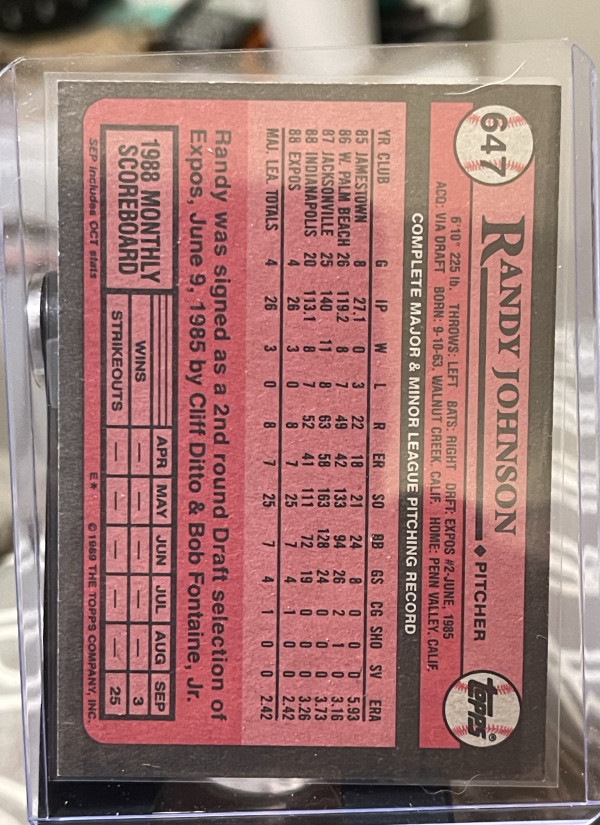 647
RANDY JOHNSON
◆ PITCHER
topps®
6'10" 225 lb. THROWS: LEFT BATS: RIGHT DRFT: EXPOS #2-JUNE, 1985
ACQ: VIA DRAFT BORN: 9-10-63, WALNUT CREEK, CALIF. HOME: PENN VALLEY, CALIF.
COMPLETE MAJOR & MINOR LEAGUE PITCHING RECORD
YR CLUB G IP W L R ER SO BB GS CG SHO SV ERA
85 JAMESTOWN 8 27.1 0 3 22 18 21 24 8 0 0 0 5.93
86 W. PALM BEACH 26 119.2 8 7 49 42 133 94 26 2 1 0 3.16
87 JACKSONVILLE 25 140 11 8 63 58 163 128 24 0 0 0 3.73
88 INDIANAPOLIS 20 113.1 8 7 52 41 111 72 19 0 0 0 3.26
88 EXPOS 4 26 3 0 8 7 25 7 4 1 0 0 2.42
MAJ. LEA. TOTALS 4 26 3 0 8 7 25 7 4 1 0 0 2.42
Randy was signed as a 2nd round Draft selection of
Expos, June 9, 1985 by Cliff Ditto & Bob Fontaine, Jr.
1988 MONTHLY
SCOREBOARD
APR MAY JUN JUL AUG SEP
WINS — — — — — 3
STRIKEOUTS — — — — — 25
SEP includes OCT stats
E* ©1989 THE TOPPS COMPANY, INC.